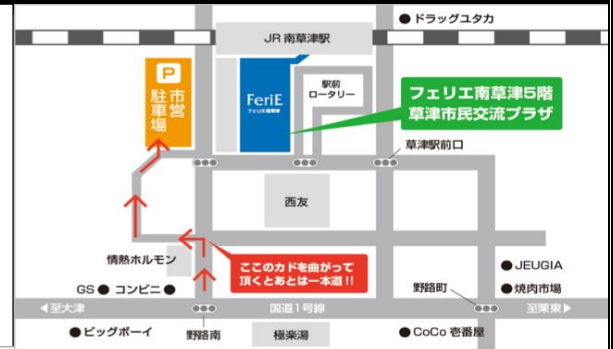 ドラッグユタカ
JR 南草津駅
P
市営
駐車場
FeriE
フェリエ南草津
駅前
ロータリー
フェリエ南草津5階
草津市民交流プラザ
草津駅前口
西友
情熱ホルモン
ここのカドを曲がって
頂くとあとは一本道!!
JEUGIA
GS
コンビニ
野路町
焼肉市場
◀至大津
国道1号線
至栗東▶
ビッグボーイ
野路南
極楽湯
CoCo 壱番屋